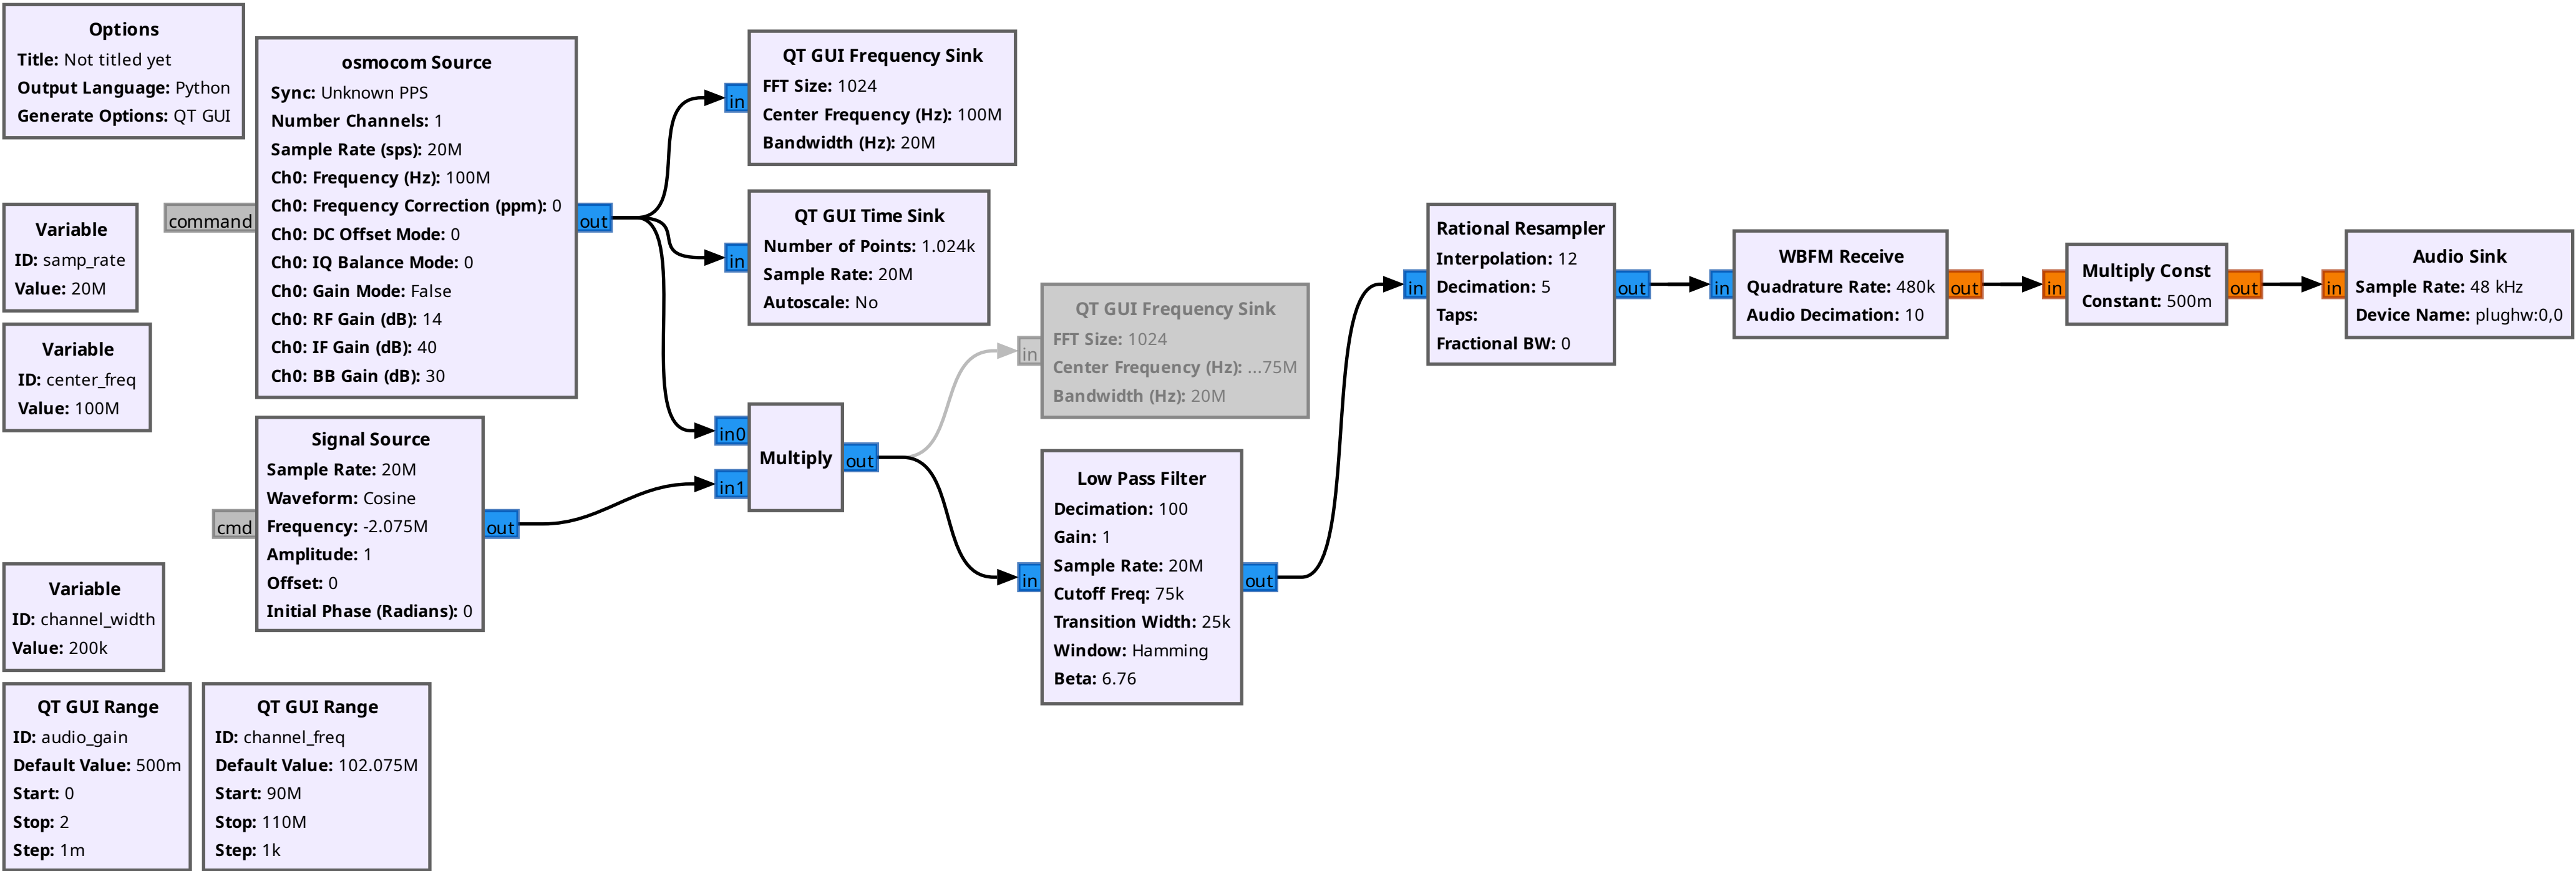 Options
Title: Not titled yet
Output Language: Python
Generate Options: QT GUI
Variable
ID: samp_rate
Value: 20M
Variable
ID: center_freq
Value: 100M
Variable
ID: channel_width
Value: 200k
QT GUI Range
ID: audio_gain
Default Value: 500m
Start: 0
Stop: 2
Step: 1m
QT GUI Range
ID: channel_freq
Default Value: 102.075M
Start: 90M
Stop: 110M
Step: 1k
command
osmocom Source
Sync: Unknown PPS
Number Channels: 1
Sample Rate (sps): 20M
Ch0: Frequency (Hz): 100M
Ch0: Frequency Correction (ppm): 0
Ch0: DC Offset Mode: 0
Ch0: IQ Balance Mode: 0
Ch0: Gain Mode: False
Ch0: RF Gain (dB): 14
Ch0: IF Gain (dB): 40
Ch0: BB Gain (dB): 30
out
cmd
Signal Source
Sample Rate: 20M
Waveform: Cosine
Frequency: -2.075M
Amplitude: 1
Offset: 0
Initial Phase (Radians): 0
out
in
QT GUI Frequency Sink
FFT Size: 1024
Center Frequency (Hz): 100M
Bandwidth (Hz): 20M
in
QT GUI Time Sink
Number of Points: 1.024k
Sample Rate: 20M
Autoscale: No
in0
in1
Multiply
out
in
QT GUI Frequency Sink
FFT Size: 1024
Center Frequency (Hz): ...75M
Bandwidth (Hz): 20M
in
Low Pass Filter
Decimation: 100
Gain: 1
Sample Rate: 20M
Cutoff Freq: 75k
Transition Width: 25k
Window: Hamming
Beta: 6.76
out
in
Rational Resampler
Interpolation: 12
Decimation: 5
Taps:
Fractional BW: 0
out
in
WBFM Receive
Quadrature Rate: 480k
Audio Decimation: 10
out
in
Multiply Const
Constant: 500m
out
in
Audio Sink
Sample Rate: 48 kHz
Device Name: plughw:0,0